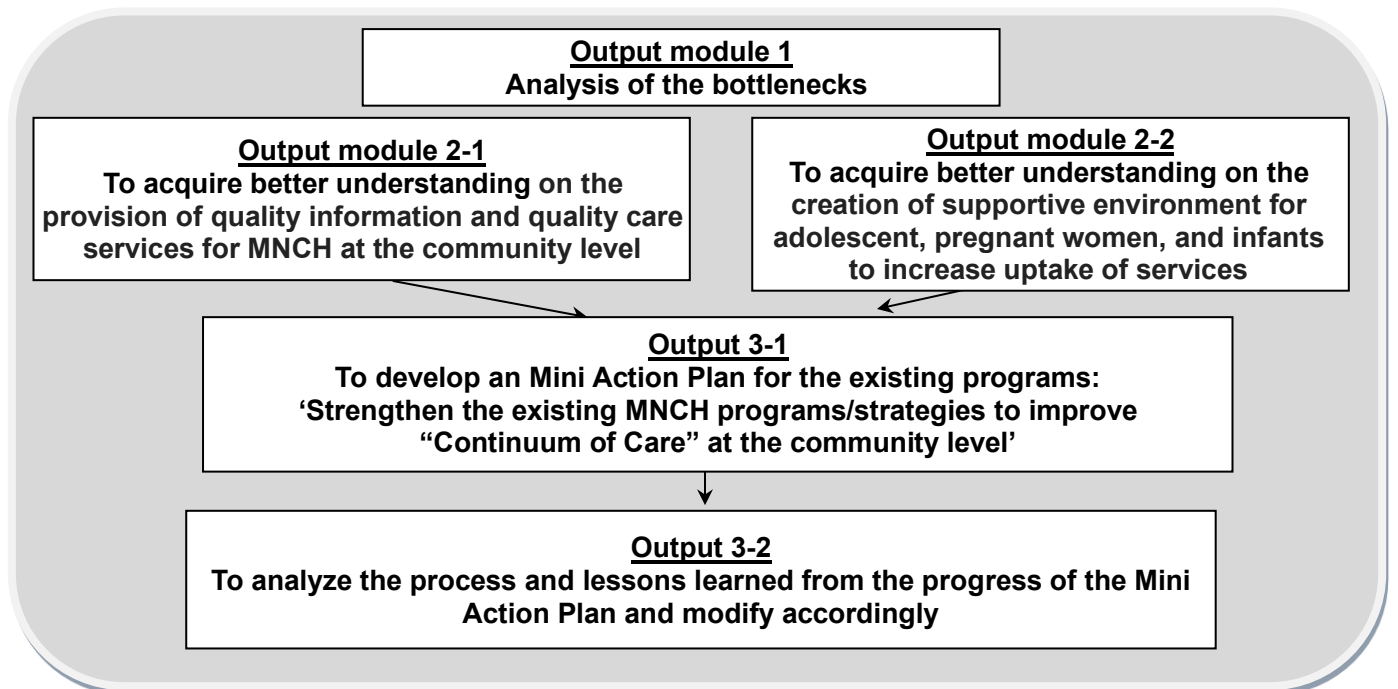 Output module 1
Analysis of the bottlenecks
Output module 2-1
To acquire better understanding on the
provision of quality information and quality care
services for MNCH at the community level
Output module 2-2
To acquire better understanding on the
creation of supportive environment for
adolescent, pregnant women, and infants
to increase uptake of services
Output 3-1
To develop an Mini Action Plan for the existing programs:
‘Strengthen the existing MNCH programs/strategies to improve
“Continuum of Care” at the community level’
Output 3-2
To analyze the process and lessons learned from the progress of the Mini
Action Plan and modify accordingly